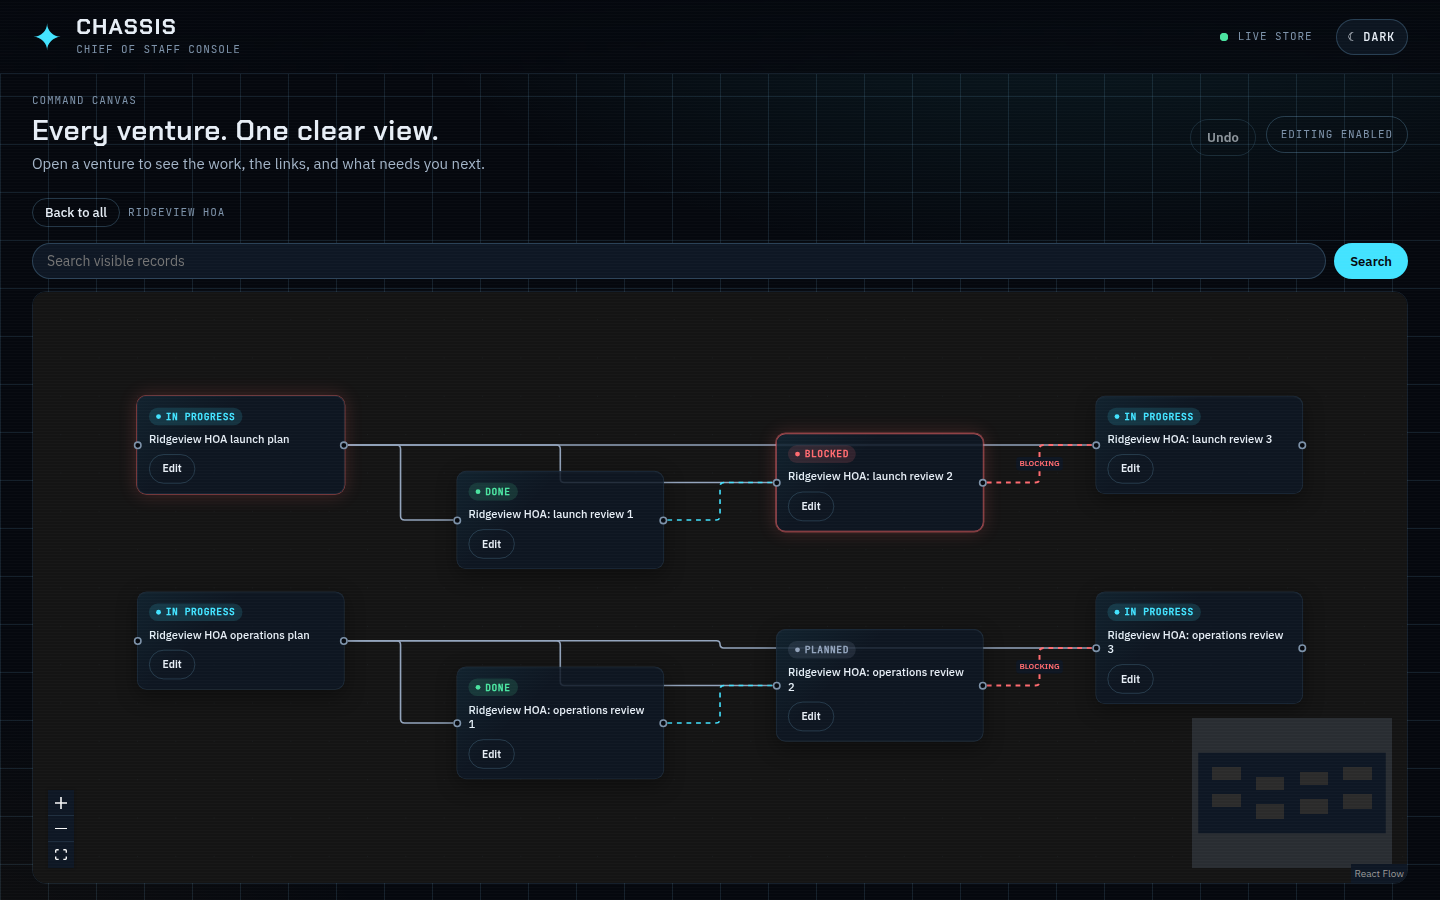 CHASSIS
CHIEF OF STAFF CONSOLE
LIVE STORE
DARK
COMMAND CANVAS
Every venture. One clear view.
Open a venture to see the work, the links, and what needs you next.
Undo
EDITING ENABLED
Back to all
RIDGEVIEW HOA
Search visible records
Search
IN PROGRESS
Ridgeview HOA launch plan
Edit
DONE
Ridgeview HOA: launch review 1
Edit
BLOCKED
Ridgeview HOA: launch review 2
Edit
BLOCKING
IN PROGRESS
Ridgeview HOA: launch review 3
Edit
IN PROGRESS
Ridgeview HOA operations plan
Edit
DONE
Ridgeview HOA: operations review
1
Edit
PLANNED
Ridgeview HOA: operations review
2
Edit
BLOCKING
IN PROGRESS
Ridgeview HOA: operations review
3
Edit
React Flow